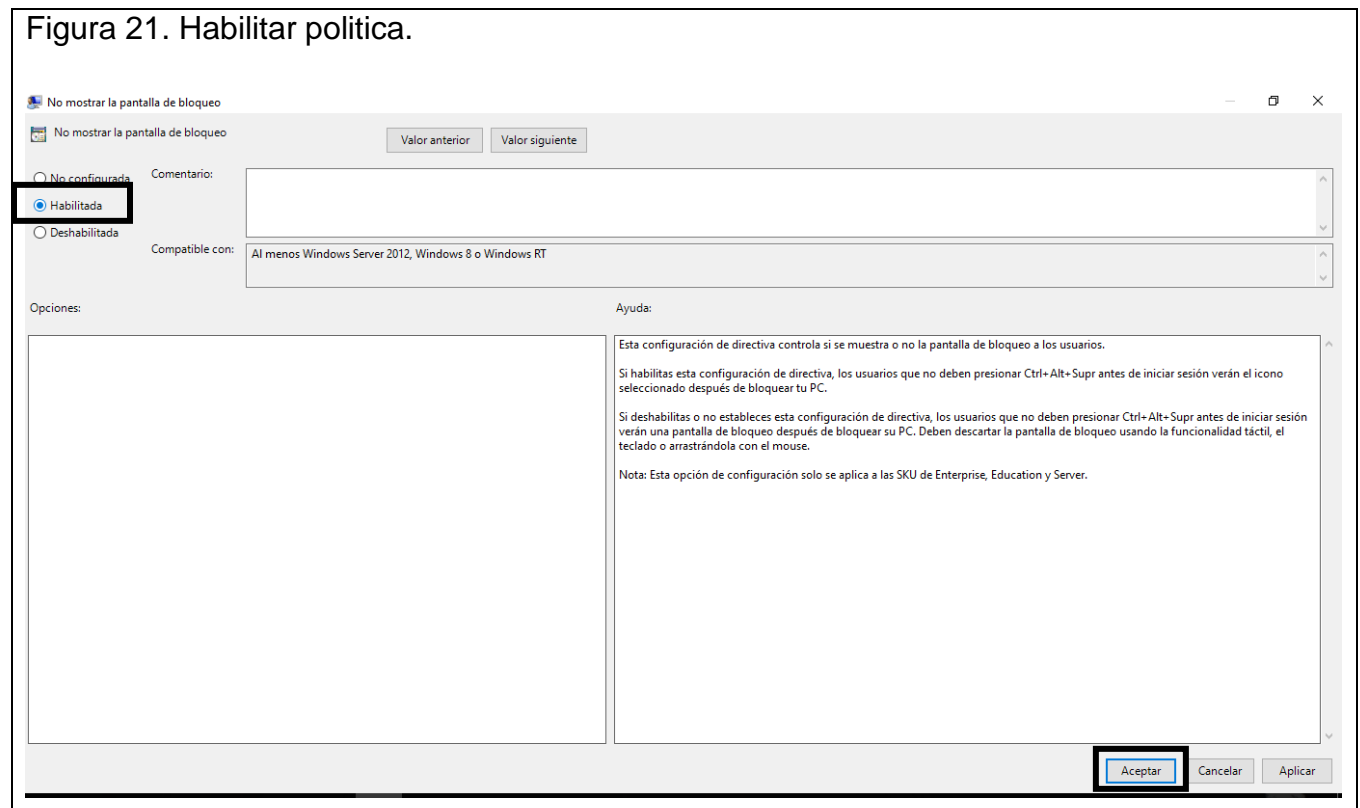 Figura 21. Habilitar politica.
No mostrar la pantalla de bloqueo
No mostrar la pantalla de bloqueo
Valor anterior
Valor siguiente
No configurada
Comentario:
Habilitada
Deshabilitada
Compatible con:
Al menos Windows Server 2012, Windows 8 o Windows RT
Opciones:
Ayuda:
Esta configuración de directiva controla si se muestra o no la pantalla de bloqueo a los usuarios.
Si habilitas esta configuración de directiva, los usuarios que no deben presionar Ctrl+Alt+Supr antes de iniciar sesión verán el icono
seleccionado después de bloquear tu PC.
Si deshabilitas o no estableces esta configuración de directiva, los usuarios que no deben presionar Ctrl+Alt+Supr antes de iniciar sesión
verán una pantalla de bloqueo después de bloquear su PC. Deben descartar la pantalla de bloqueo usando la funcionalidad táctil, el
teclado o arrastrándola con el mouse.
Nota: Esta opción de configuración solo se aplica a las SKU de Enterprise, Education y Server.
Aceptar
Cancelar
Aplicar